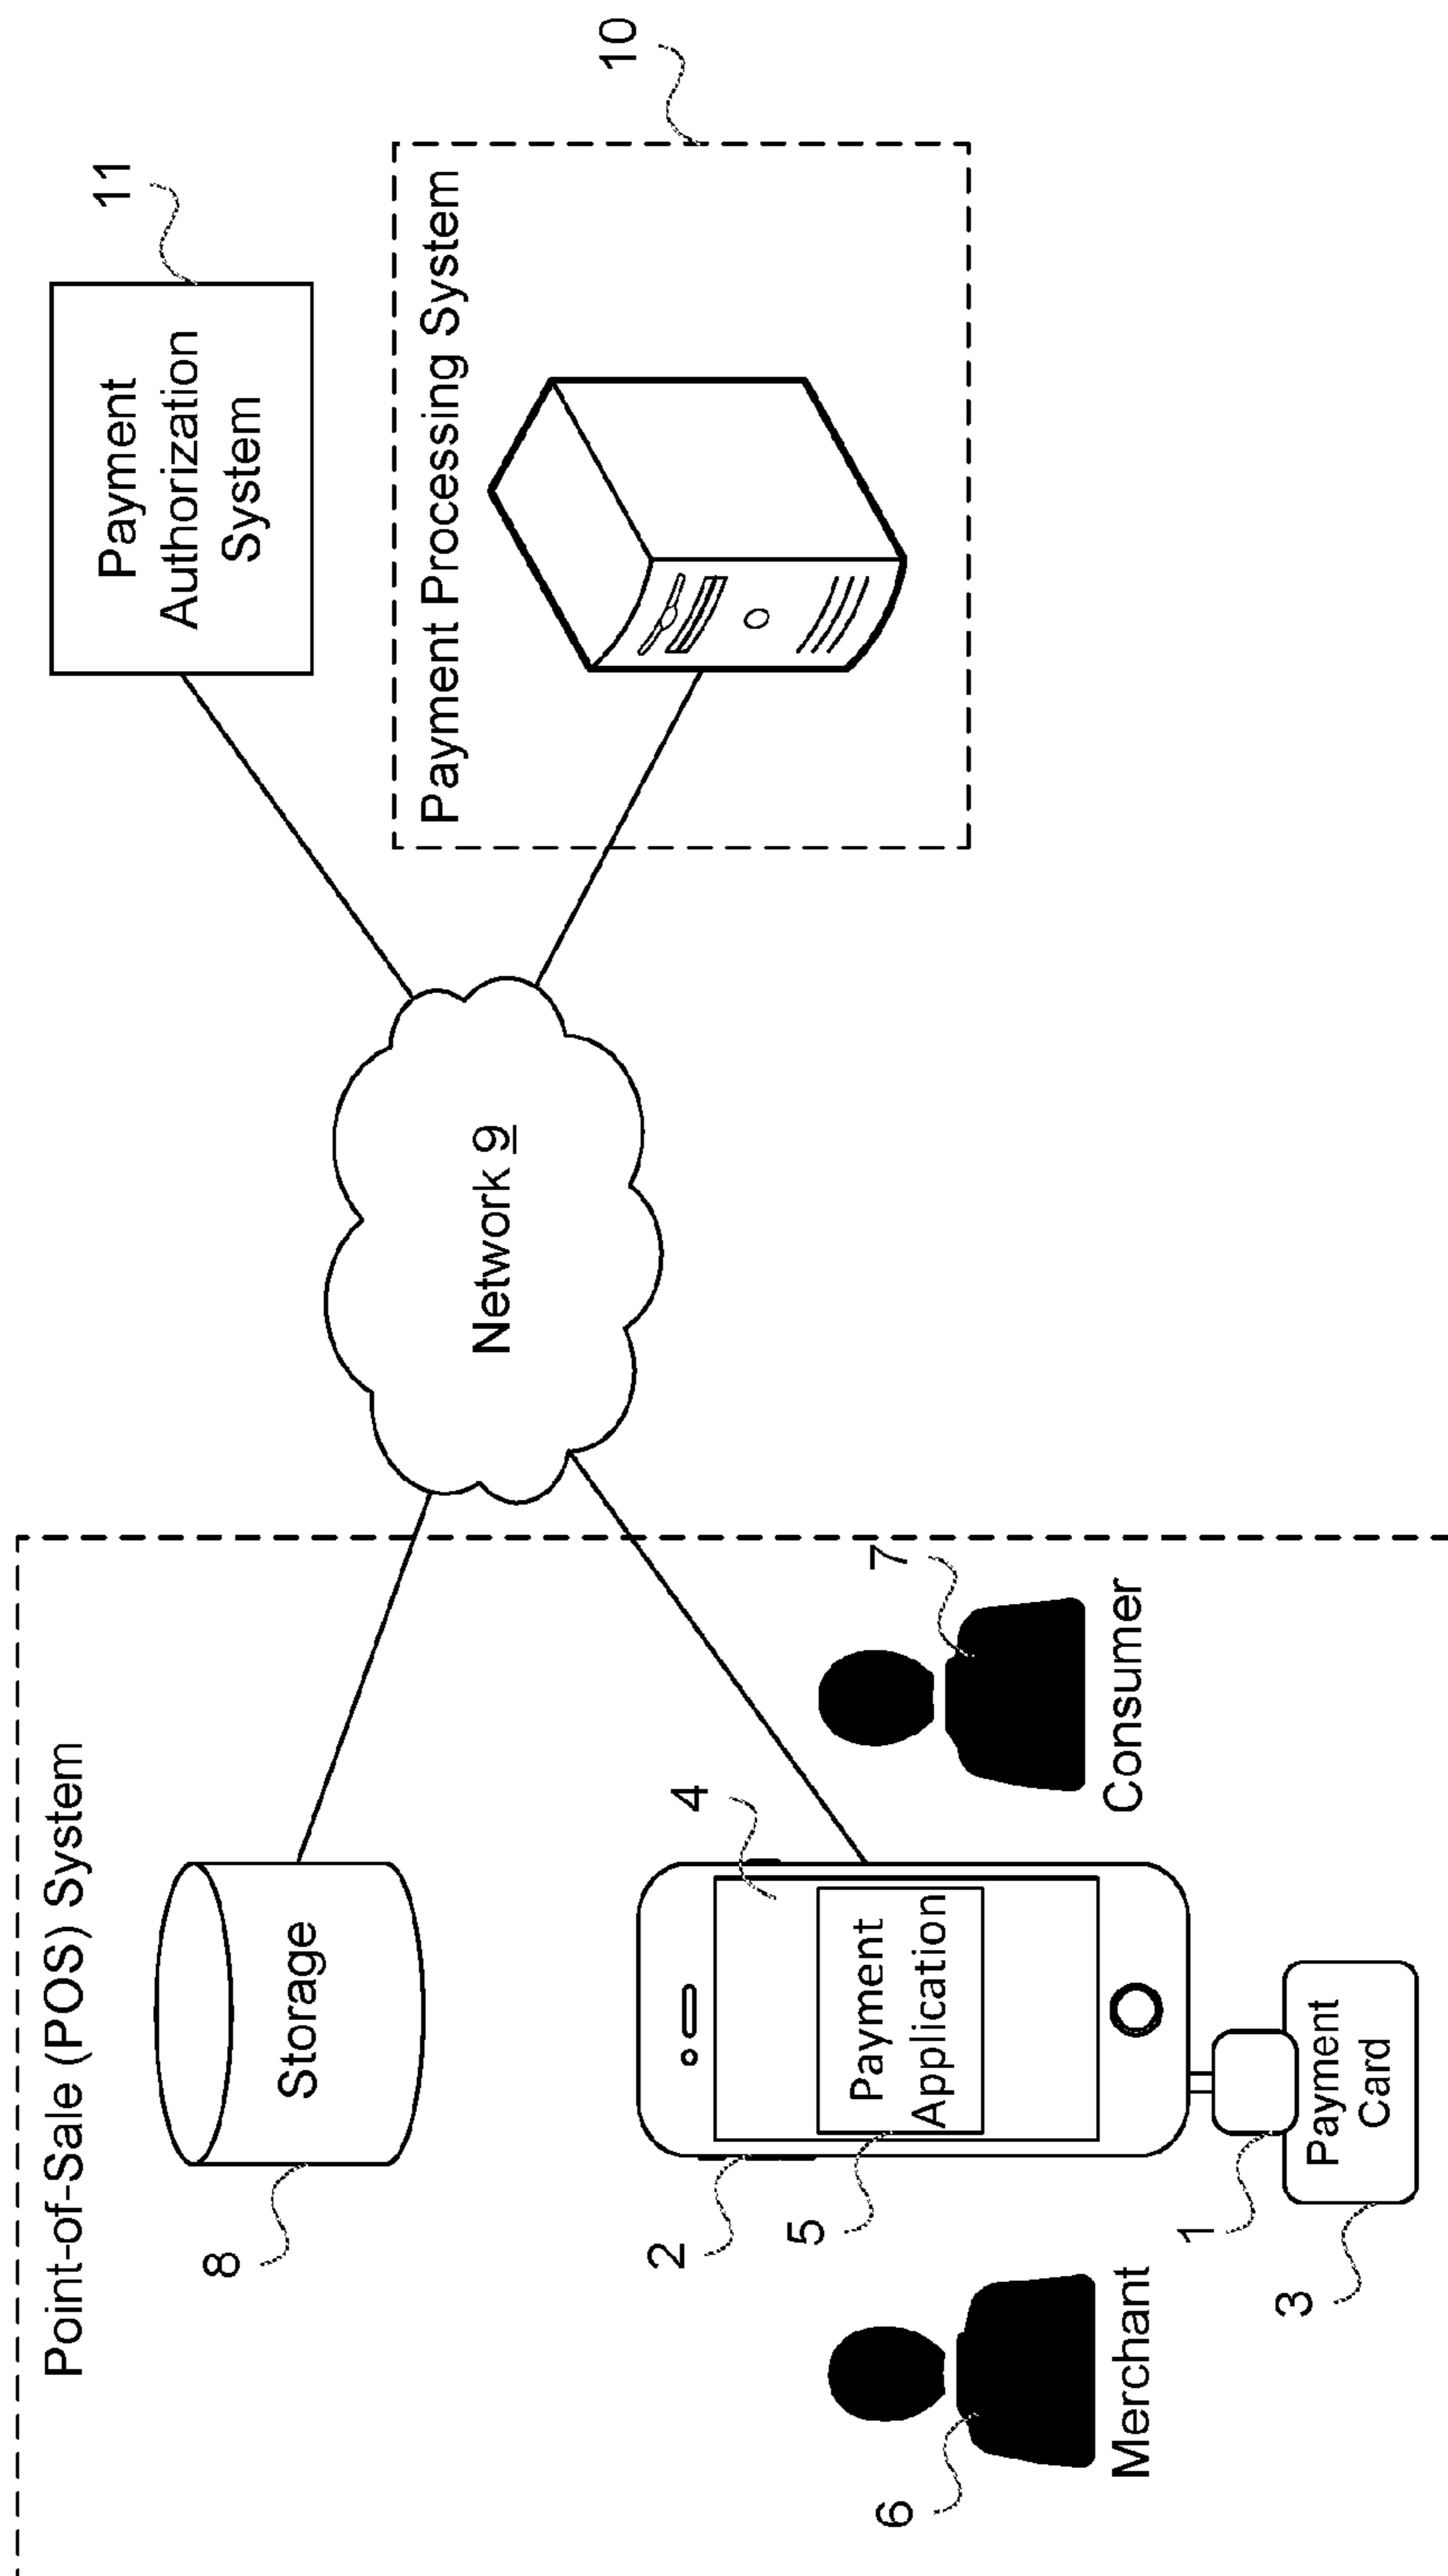 Point-of-Sale (POS) System
Storage
8
Network 9
11
Payment
Authorization
System
10
Payment Processing System
2
4
5
Payment
Application
7
Consumer
6
Merchant
1
3
Payment
Card